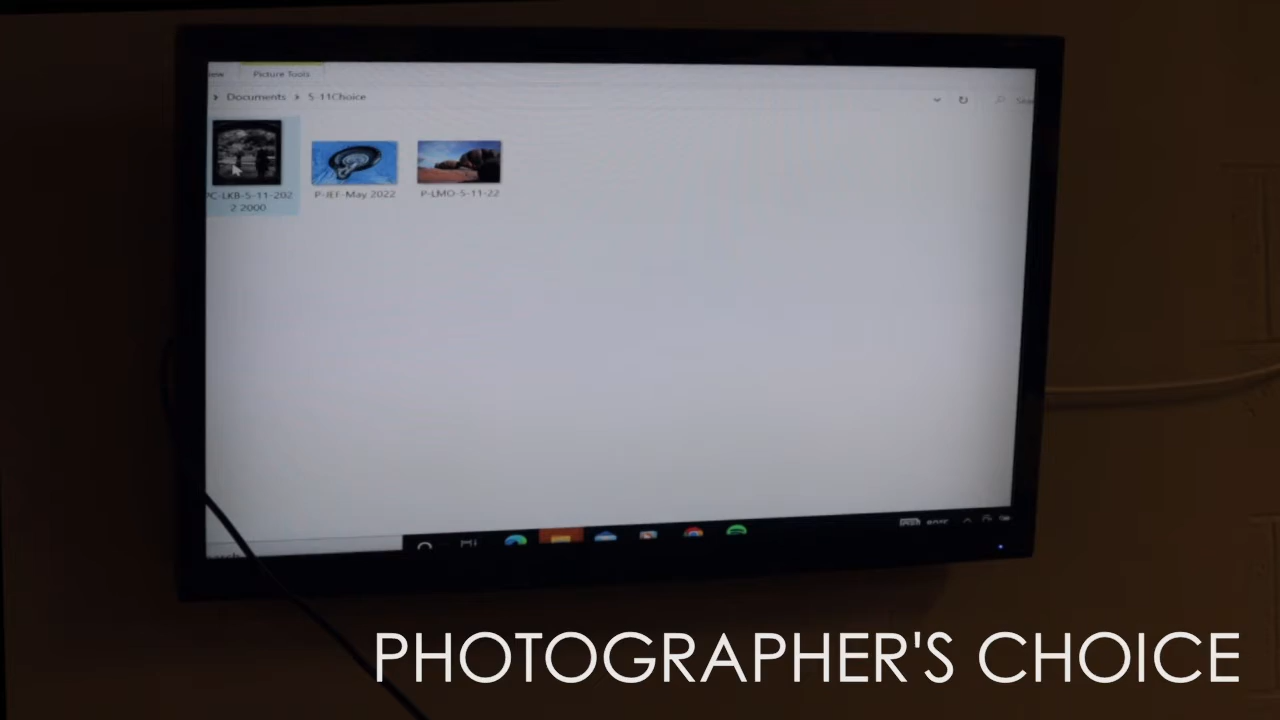 iew Picture Tools
> Documents > 5-11Choice
PC-LKB-5-11-202
2 2000
P-JEF-May 2022
P-LMO-5-11-22
PHOTOGRAPHER'S CHOICE